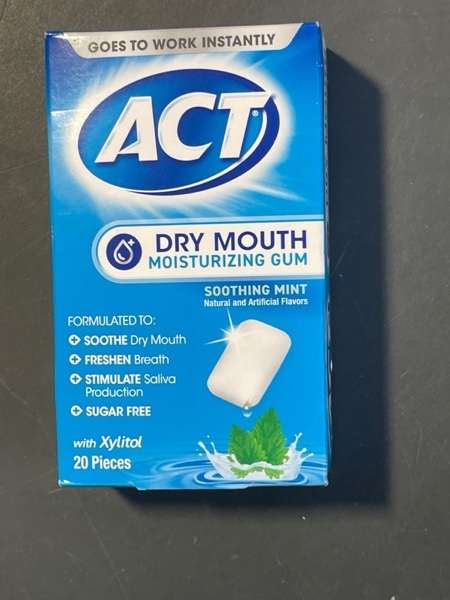 GOES TO WORK INSTANTLY
ACT®
DRY MOUTH
MOISTURIZING GUM
SOOTHING MINT
Natural and Artificial Flavors
FORMULATED TO:
SOOTHE Dry Mouth
FRESHEN Breath
STIMULATE Saliva
Production
SUGAR FREE
with Xylitol
20 Pieces